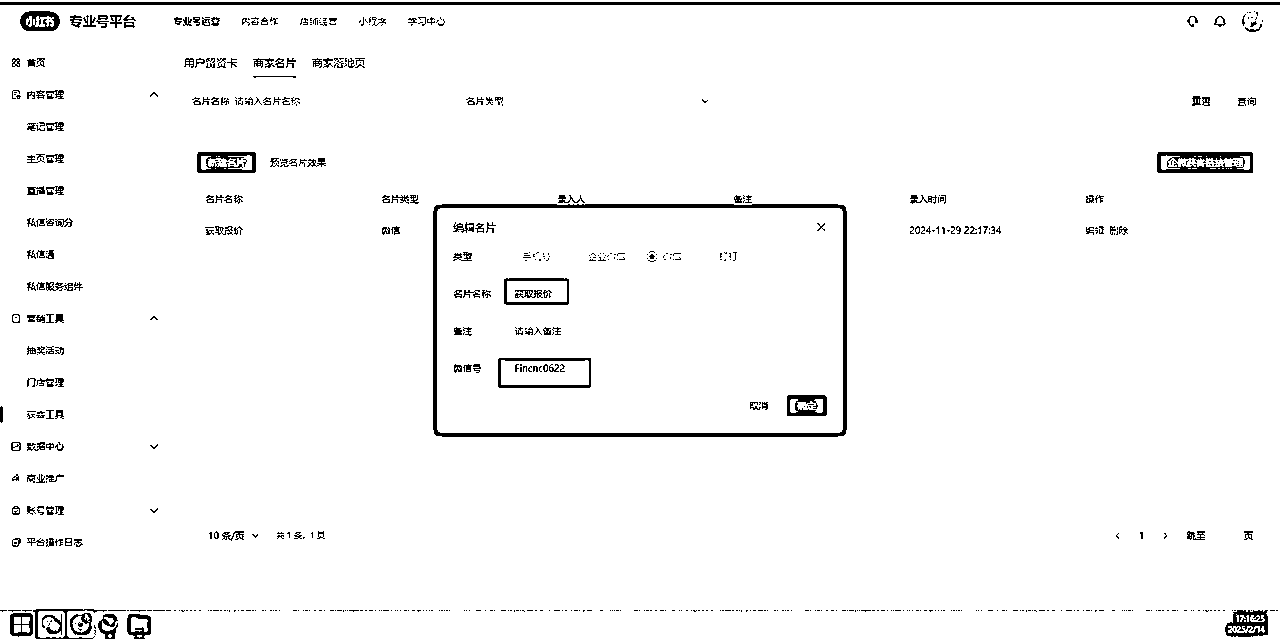 小红书 专业号平台 专业号运营 内容合作 店铺运营 小程序 学习中心
首页
用户留资卡 商家名片 商家落地页
内容管理
名片名称 请输入名片名称 名片类型 重置 查询
笔记管理
主页管理
新建名片 预览名片效果 企微获客链接管理
直播管理
名片名称 名片类型 录入人 备注 录入时间 操作
私信咨询分
获取报价 微信 2024-11-29 22:17:34 编辑 删除
编辑名片
私信通
类型 手机号 企业微信 微信
私信服务组件
名片名称 获取报价
营销工具
备注 请输入备注
抽奖活动
微信号 Fincnc0622
门店管理
取消 确定
获客工具
数据中心
商业推广
账号管理
10 条/页 共 1 条, 1 页 1 跳至 页
平台操作日志
17:16:25
2025/2/14